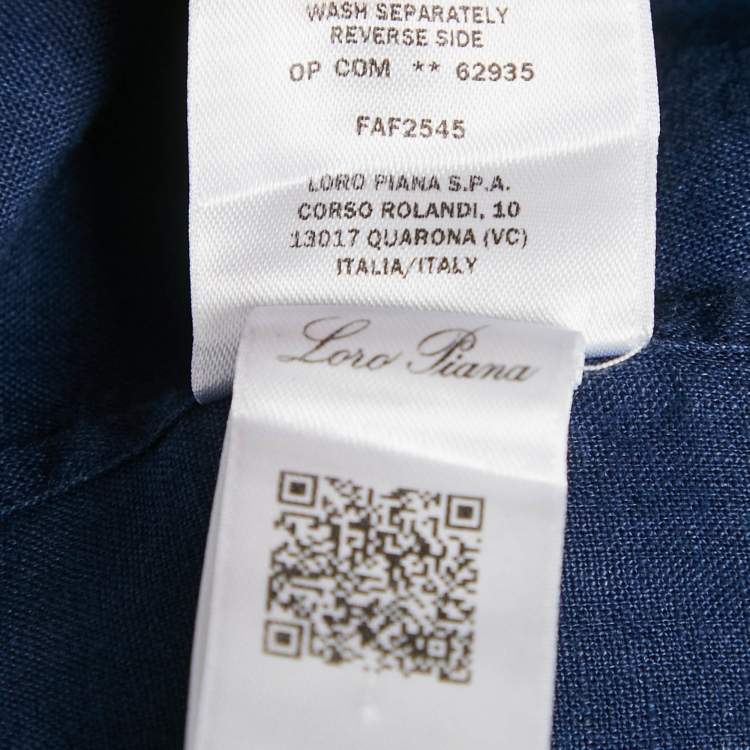 WASH SEPARATELY
REVERSE SIDE
OP COM ** 62935
FAF2545
LORO PIANA S.P.A.
CORSO ROLANDI, 10
13017 QUARONA (VC)
ITALIA/ITALY
Loro Piana